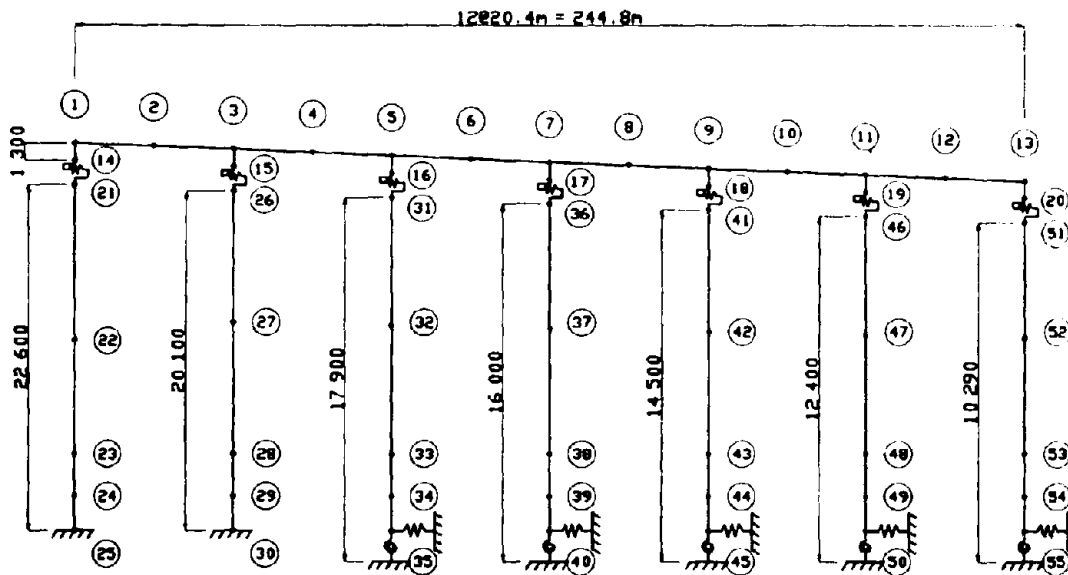 12@20.4m = 244.8m
1 2 3 4 5 6 7 8 9 10 11 12 13
1 300
14 15 16 17 18 19 20
21 26 31 36 41 46 51
22 600
20 100
17 900
16 000
14 500
12 400
10 290
22 27 32 37 42 47 52
23 28 33 38 43 48 53
24 29 34 39 44 49 54
25 30 35 40 45 50 55